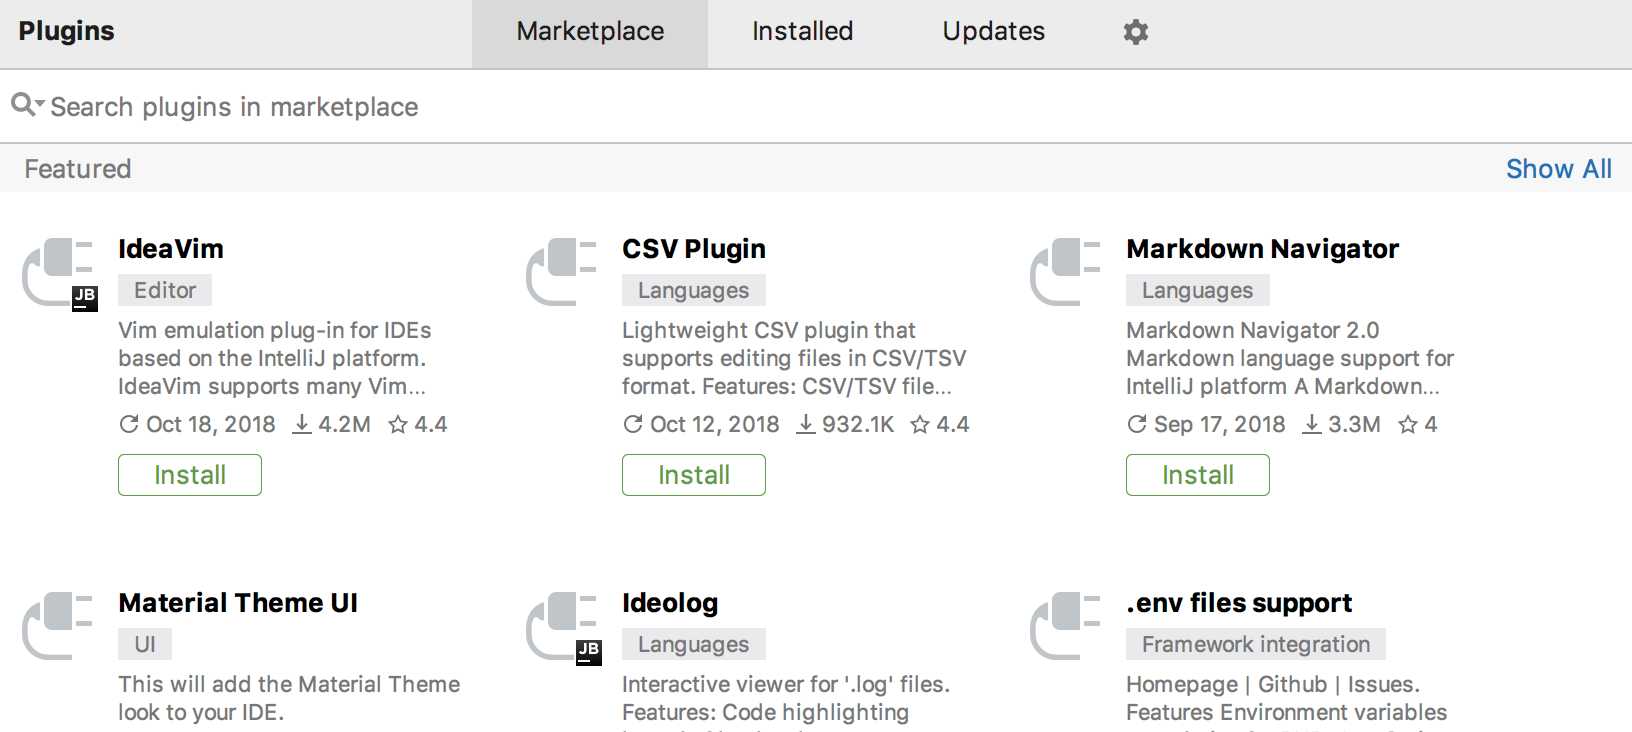 Plugins Marketplace Installed Updates
Search plugins in marketplace
Featured Show All
IdeaVim
Editor
Vim emulation plug-in for IDEs
based on the IntelliJ platform.
IdeaVim supports many Vim...
Oct 18, 2018 4.2M 4.4
Install
CSV Plugin
Languages
Lightweight CSV plugin that
supports editing files in CSV/TSV
format. Features: CSV/TSV file...
Oct 12, 2018 932.1K 4.4
Install
Markdown Navigator
Languages
Markdown Navigator 2.0
Markdown language support for
IntelliJ platform A Markdown...
Sep 17, 2018 3.3M 4
Install
JB
Material Theme UI
UI
This will add the Material Theme
look to your IDE.
Ideolog
Languages
Interactive viewer for '.log' files.
Features: Code highlighting
JB
.env files support
Framework integration
Homepage | Github | Issues.
Features Environment variables